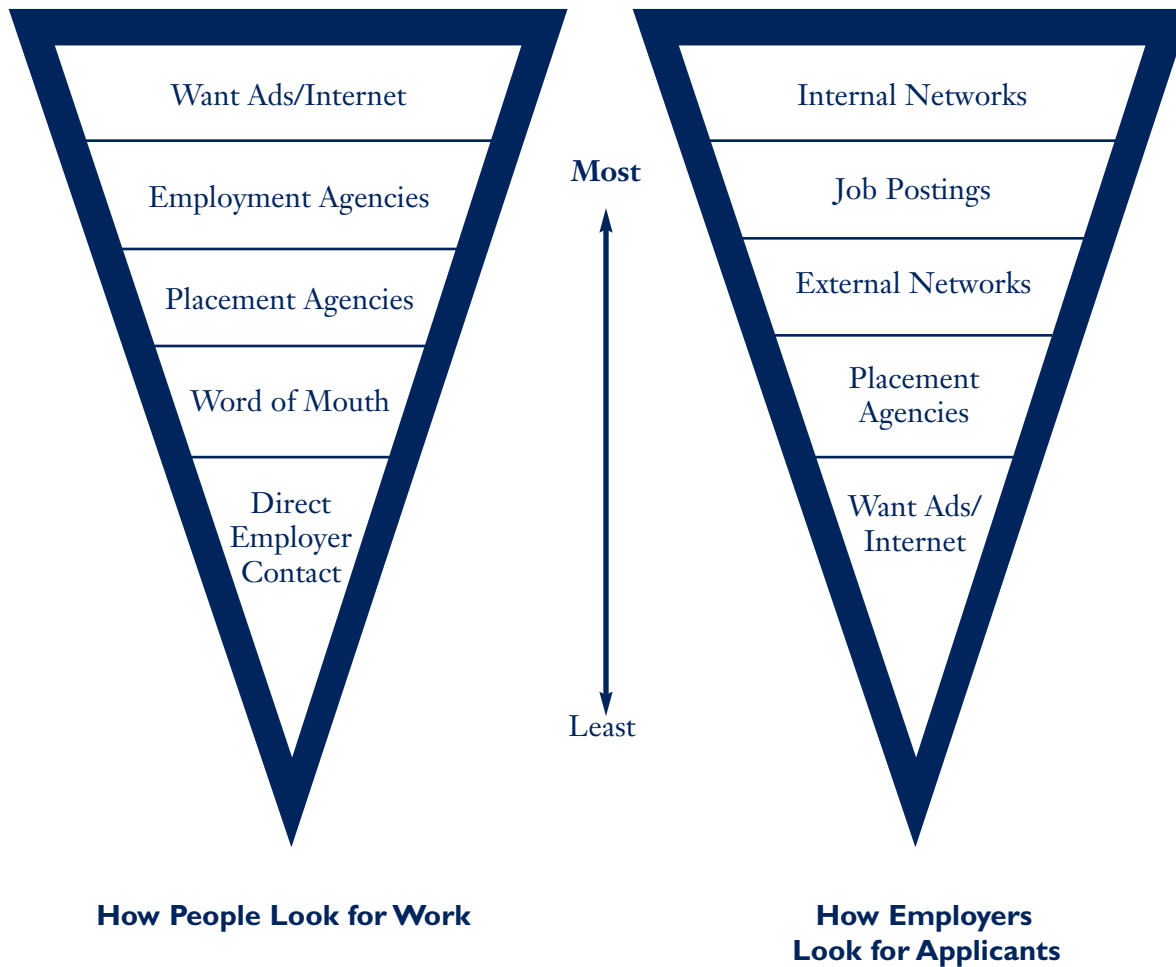 Want Ads/Internet
Employment Agencies
Placement Agencies
Word of Mouth
Direct
Employer
Contact
Most
Least
Internal Networks
Job Postings
External Networks
Placement
Agencies
Want Ads/
Internet
How People Look for Work
How Employers
Look for Applicants